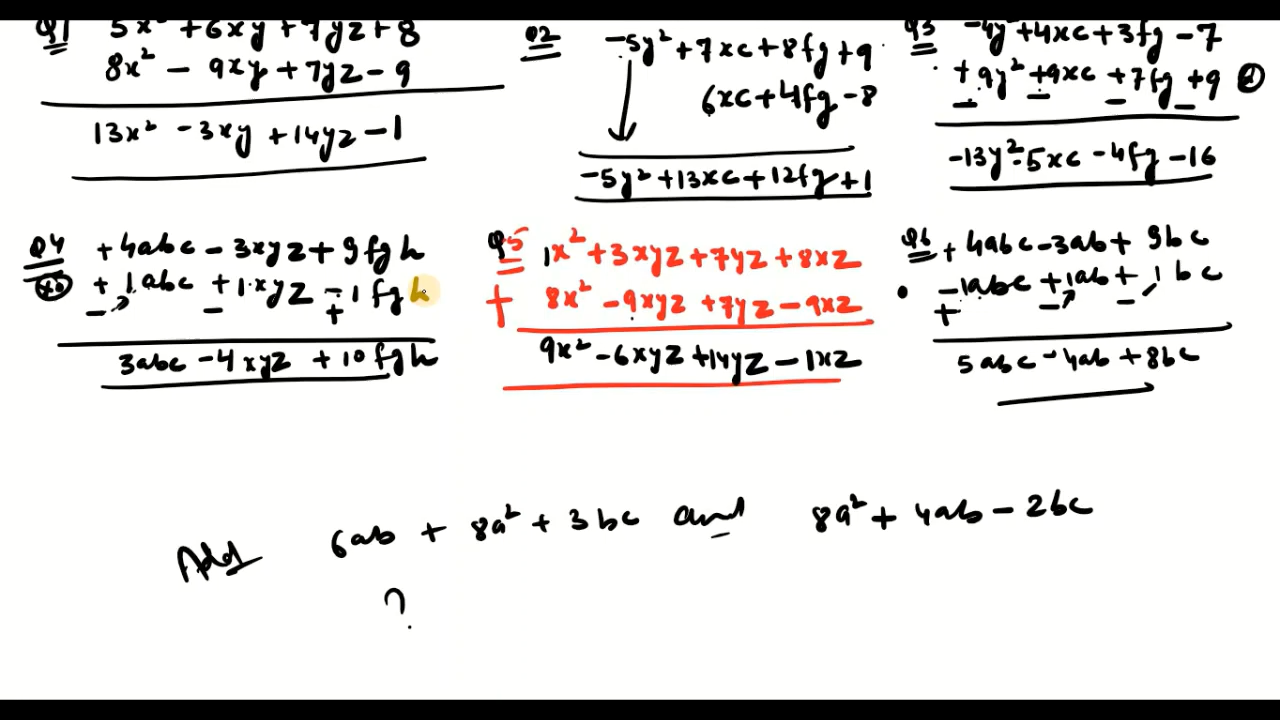 Q1 5x² + 6xy + 7yz + 8
8x² - 9xy + 7yz - 9
13x² - 3xy + 14yz - 1
Q2 -5y² + 7xc + 8fg + 9
6xc + 4fg - 8
-5y² + 13xc + 12fg + 1
Q3 -4y² + 4xc + 3fg - 7
+ 9y² + 9xc + 7fg + 9
- - - -
-13y² - 5xc - 4fg - 16
Q4 + 4abc - 3xyz + 9fgh
+ 1abc + 1·xyz - 1fgh
- - +
3abc - 4xyz + 10fgh
Q5 1x² + 3xyz + 7yz + 8xz
+ 8x² - 9xyz + 7yz - 9xz
9x² - 6xyz + 14yz - 1xz
Q6 + 4abc - 3ab + 9bc
- 1abc + 1ab + 1bc
+ - -
5abc - 4ab + 8bc
Add 6ab + 8a² + 3bc and 8a² + 4ab - 2bc
?